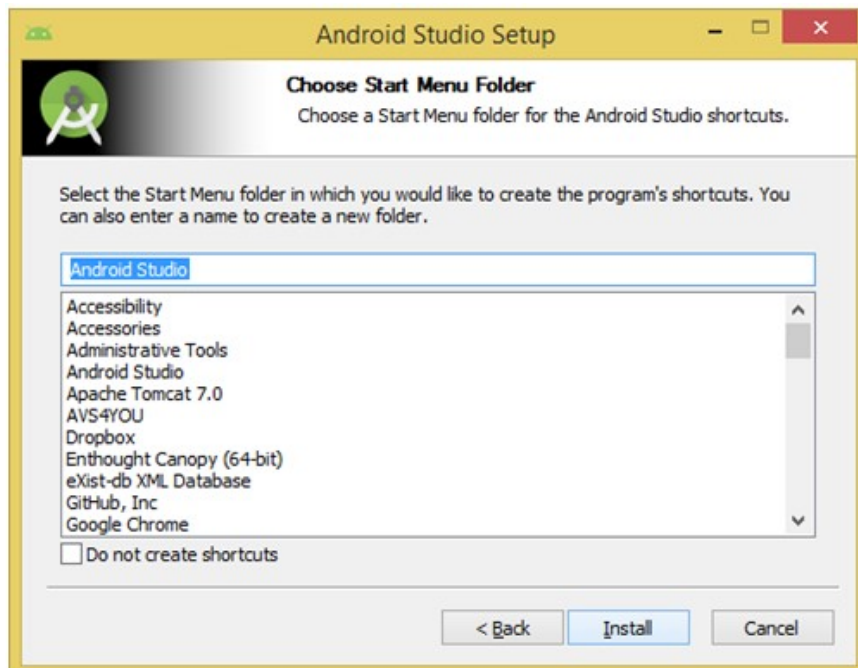 Android Studio Setup
Choose Start Menu Folder
Choose a Start Menu folder for the Android Studio shortcuts.
Select the Start Menu folder in which you would like to create the program's shortcuts. You
can also enter a name to create a new folder.
Android Studio
Accessibility
Accessories
Administrative Tools
Android Studio
Apache Tomcat 7.0
AVS4YOU
Dropbox
Enthought Canopy (64-bit)
eXist-db XML Database
GitHub, Inc
Google Chrome
Do not create shortcuts
< Back Install Cancel